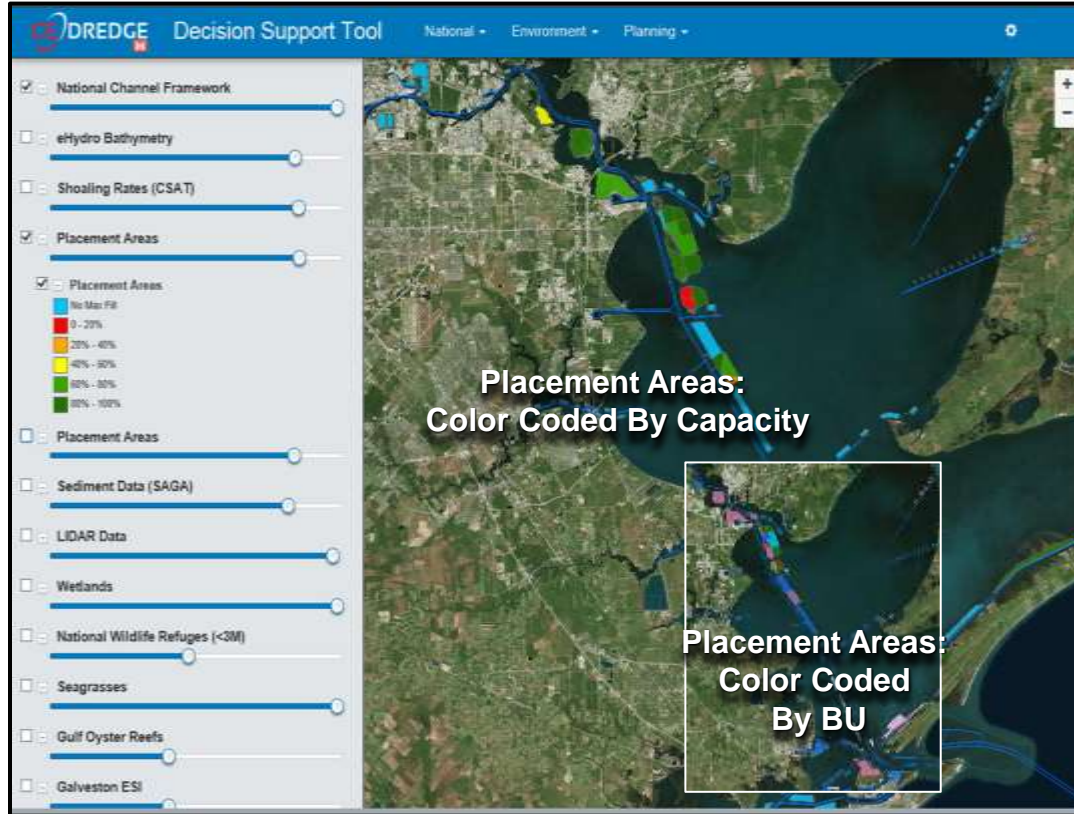 CE DREDGE Decision Support Tool National Environment Planning
National Channel Framework
eHydro Bathymetry
Shoaling Rates (CSAT)
Placement Areas
Placement Areas
No Max Fill
0 - 20%
20% - 40%
40% - 60%
60% - 80%
80% - 100%
Placement Areas
Sediment Data (SAGA)
LIDAR Data
Wetlands
National Wildlife Refuges (<3M)
Seagrasses
Gulf Oyster Reefs
Galveston ESI
+
−
Placement Areas:
Color Coded By Capacity
Placement Areas:
Color Coded
By BU